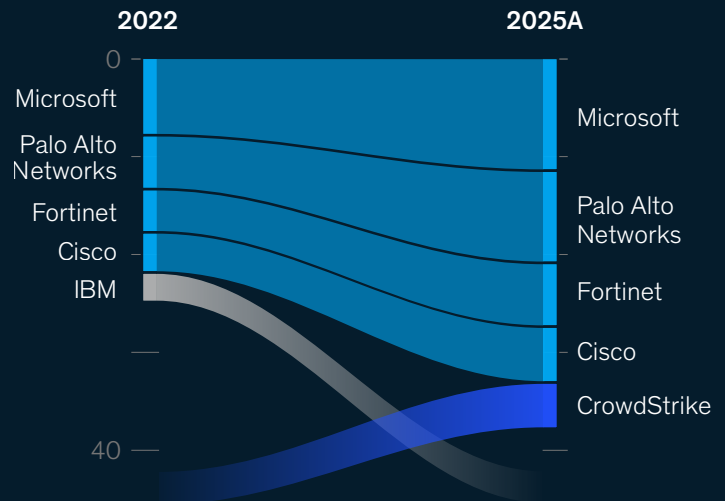 2022
2025A
0
Microsoft
Palo Alto
Networks
Fortinet
Cisco
IBM
40
Microsoft
Palo Alto
Networks
Fortinet
Cisco
CrowdStrike